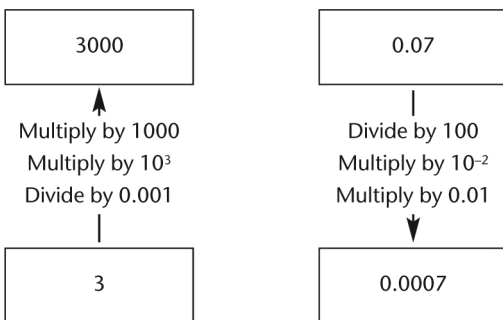 3000
Multiply by 1000
Multiply by 10³
Divide by 0.001
3
0.07
Divide by 100
Multiply by 10⁻²
Multiply by 0.01
0.0007